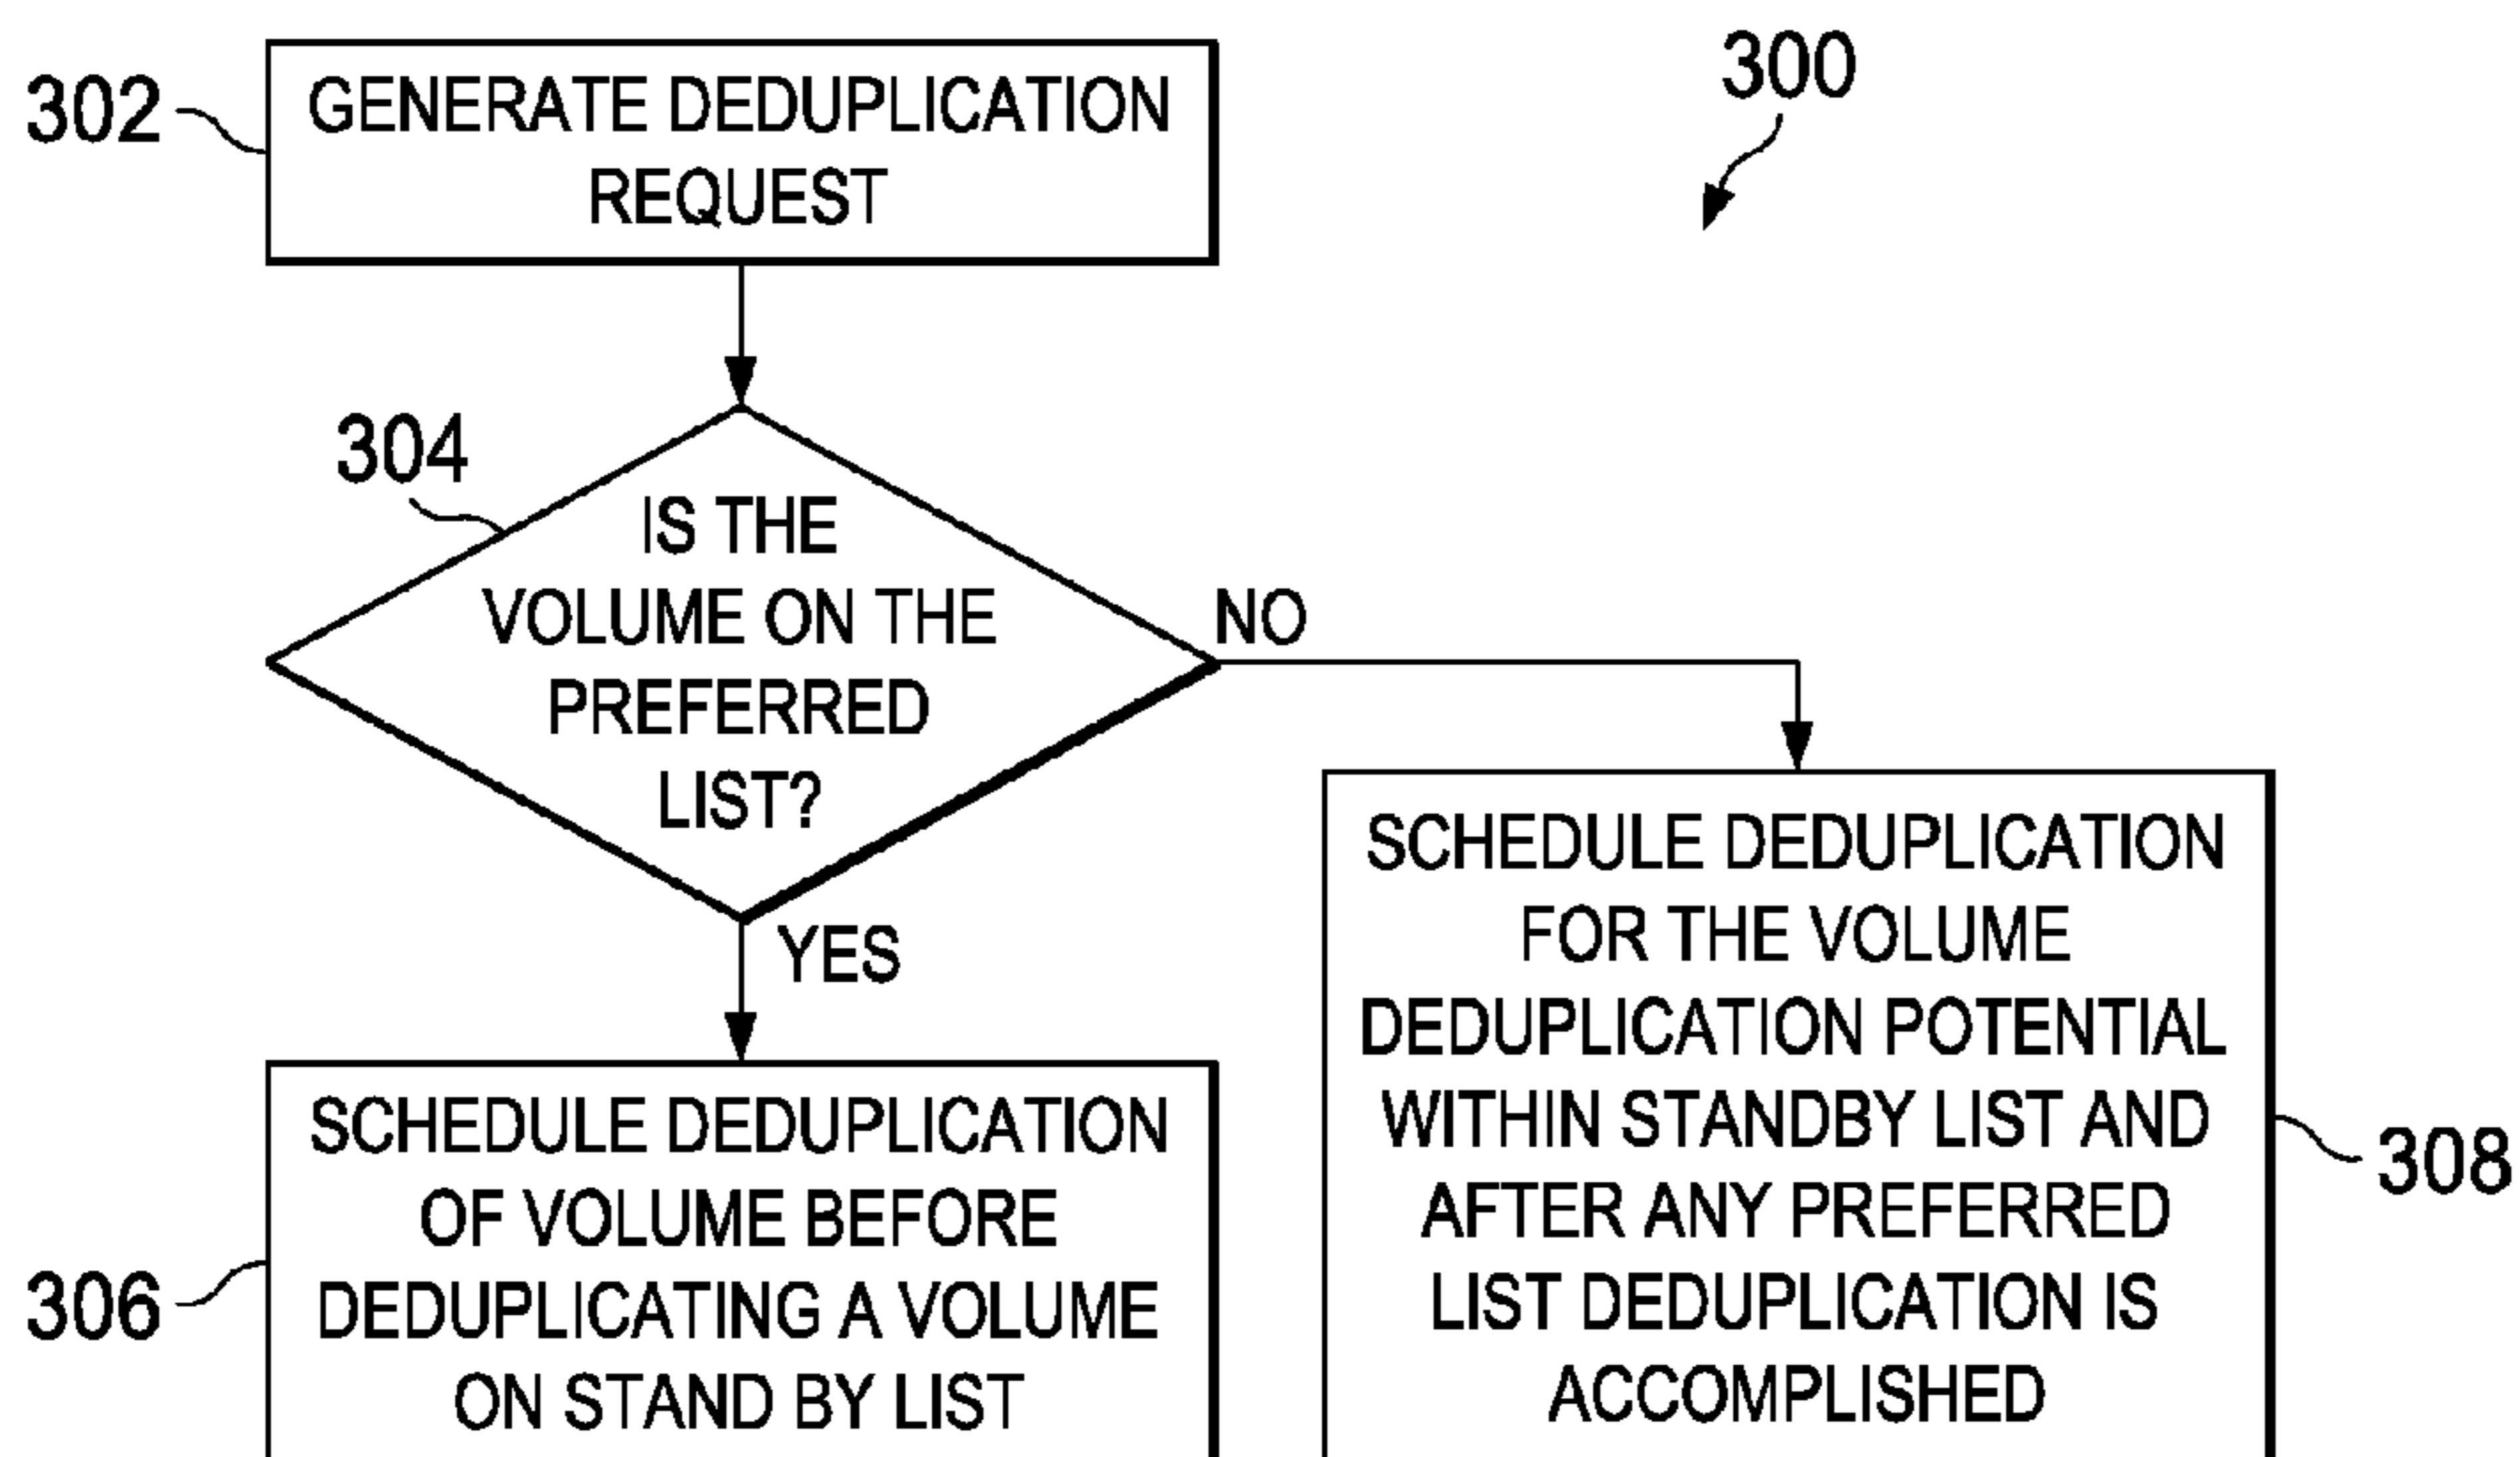 300
302
GENERATE DEDUPLICATION
REQUEST
304
IS THE
VOLUME ON THE
PREFERRED
LIST?
NO
YES
306
SCHEDULE DEDUPLICATION
OF VOLUME BEFORE
DEDUPLICATING A VOLUME
ON STAND BY LIST
SCHEDULE DEDUPLICATION
FOR THE VOLUME
DEDUPLICATION POTENTIAL
WITHIN STANDBY LIST AND
AFTER ANY PREFERRED
LIST DEDUPLICATION IS
ACCOMPLISHED
308